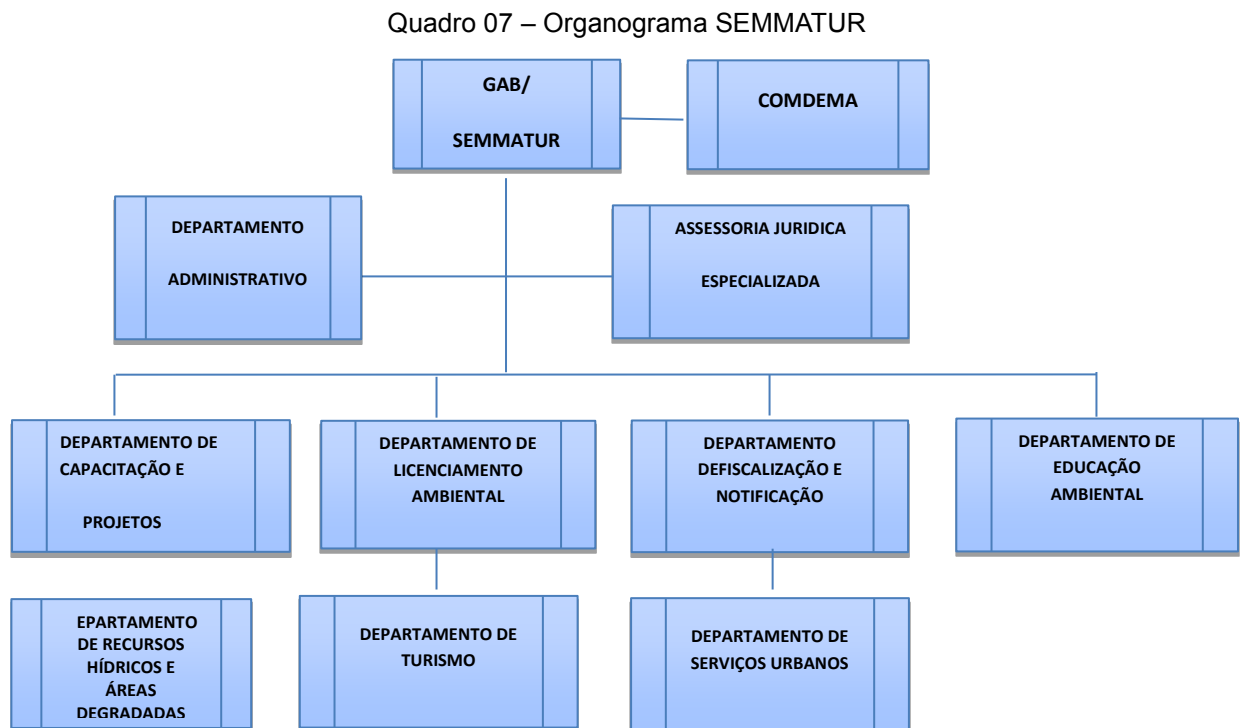 Quadro 07 – Organograma SEMMATUR
GAB/
SEMMATUR
COMDEMA
DEPARTAMENTO
ADMINISTRATIVO
ASSESSORIA JURIDICA
ESPECIALIZADA
DEPARTAMENTO DE
CAPACITAÇÃO E
PROJETOS
DEPARTAMENTO DE
LICENCIAMENTO
AMBIENTAL
DEPARTAMENTO
DEFISCALIZAÇÃO E
NOTIFICAÇÃO
DEPARTAMENTO DE
EDUCAÇÃO
AMBIENTAL
EPARTAMENTO
DE RECURSOS
HÍDRICOS E
ÁREAS
DEGRADADAS
DEPARTAMENTO DE
TURISMO
DEPARTAMENTO DE
SERVIÇOS URBANOS